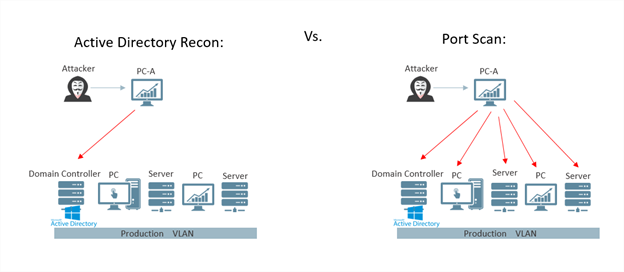 Active Directory Recon:
Vs.
Port Scan:
Attacker
PC-A
Domain Controller
PC
Server
PC
Server
Active Directory
Production VLAN
Attacker
PC-A
Domain Controller
PC
Server
PC
Server
Active Directory
Production VLAN